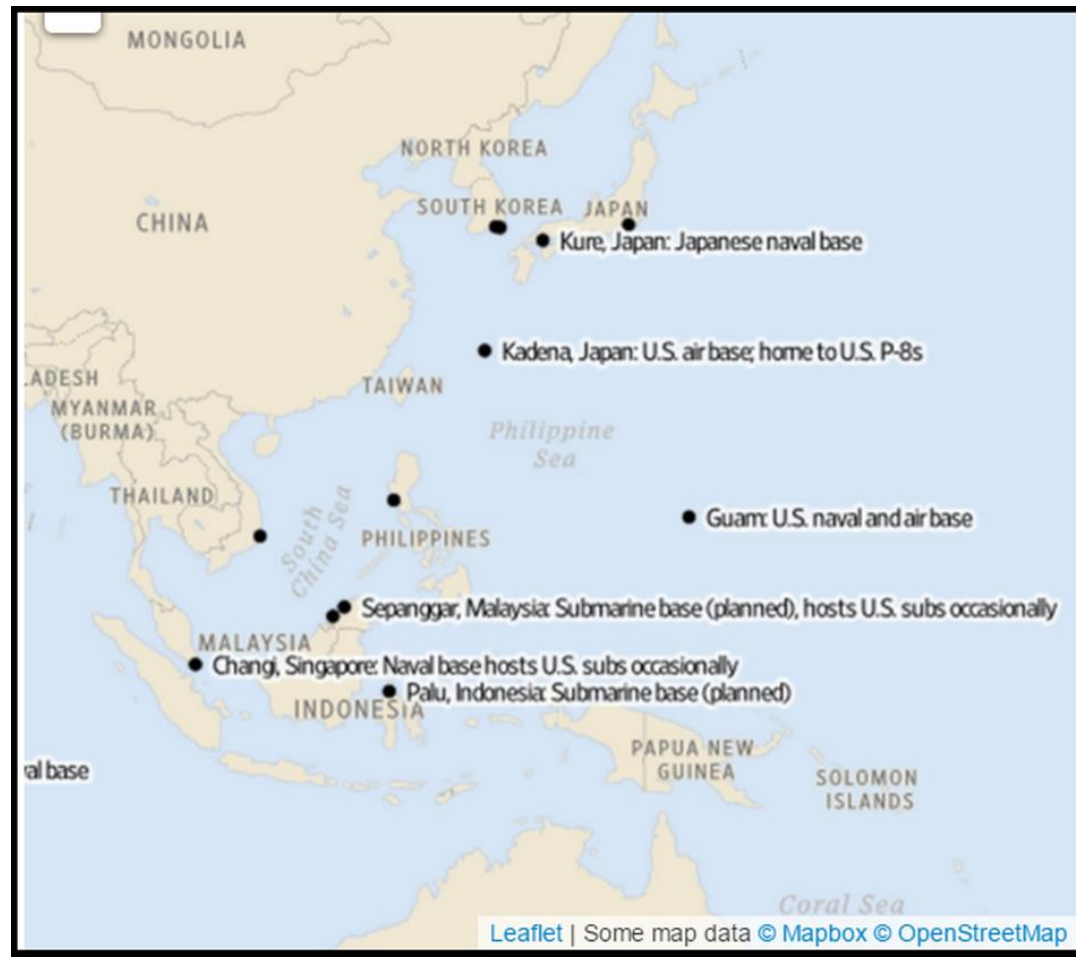 MONGOLIA
NORTH KOREA
SOUTH KOREA
JAPAN
CHINA
Kure, Japan: Japanese naval base
Kadena, Japan: U.S. air base; home to U.S. P-8s
TAIWAN
ADESH
MYANMAR
(BURMA)
Philippine
Sea
THAILAND
South
China Sea
Guam: U.S. naval and air base
PHILIPPINES
Sepanggar, Malaysia: Submarine base (planned), hosts U.S. subs occasionally
MALAYSIA
Changi, Singapore: Naval base hosts U.S. subs occasionally
Palu, Indonesia: Submarine base (planned)
INDONESIA
PAPUA NEW
GUINEA
val base
SOLOMON
ISLANDS
Coral Sea
Leaflet | Some map data © Mapbox © OpenStreetMap